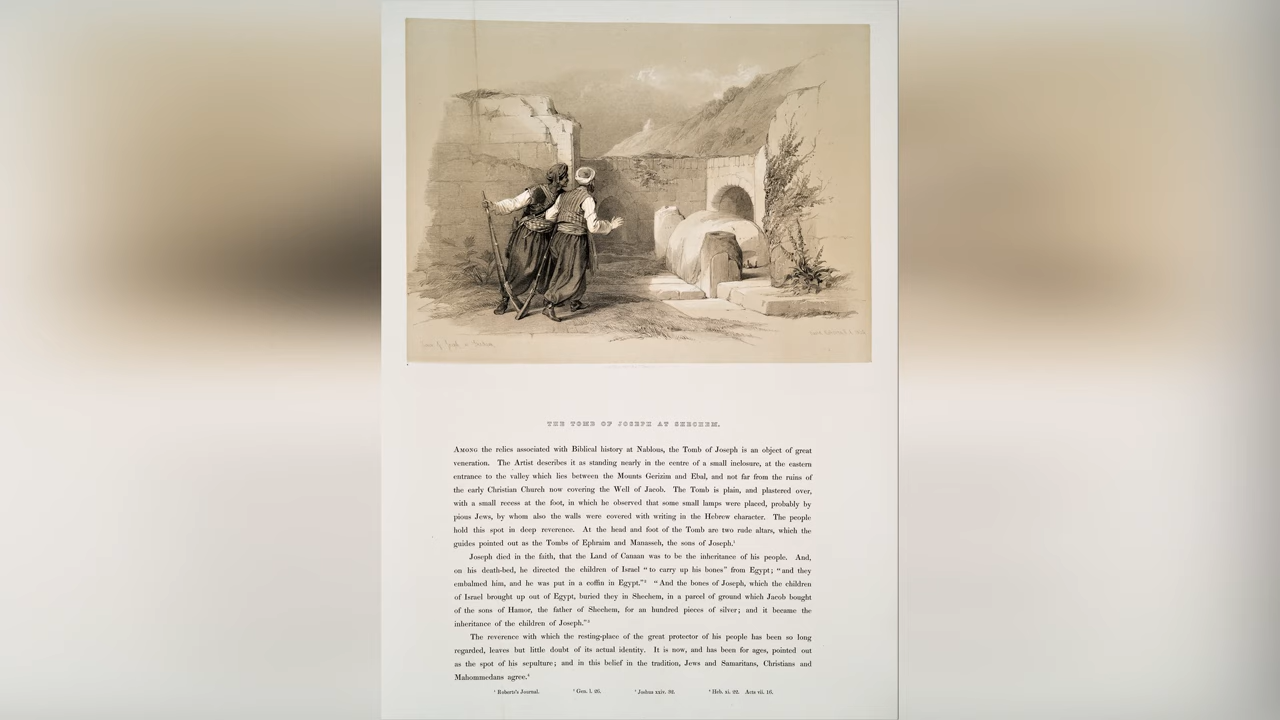 THE TOMB OF JOSEPH AT SHECHEM.
AMONG the relics associated with Biblical history at Nablous, the Tomb of Joseph is an object of great
veneration. The Artist describes it as standing nearly in the centre of a small inclosure, at the eastern
entrance to the valley which lies between the Mounts Gerizim and Ebal, and not far from the ruins of
the early Christian Church now covering the Well of Jacob. The Tomb is plain, and plastered over,
with a small recess at the foot, in which he observed that some small lamps were placed, probably by
pious Jews, by whom also the walls were covered with writing in the Hebrew character. The people
hold this spot in deep reverence. At the head and foot of the Tomb are two rude altars, which the
guides pointed out as the Tombs of Ephraim and Manasseh, the sons of Joseph.¹
Joseph died in the faith, that the Land of Canaan was to be the inheritance of his people. And,
on his death-bed, he directed the children of Israel "to carry up his bones" from Egypt; "and they
embalmed him, and he was put in a coffin in Egypt."² "And the bones of Joseph, which the children
of Israel brought up out of Egypt, buried they in Shechem, in a parcel of ground which Jacob bought
of the sons of Hamor, the father of Shechem, for an hundred pieces of silver; and it became the
inheritance of the children of Joseph."³
The reverence with which the resting-place of the great protector of his people has been so long
regarded, leaves but little doubt of its actual identity. It is now, and has been for ages, pointed out
as the spot of his sepulture; and in this belief in the tradition, Jews and Samaritans, Christians and
Mahommedans agree.⁴
¹ Roberts's Journal. ² Gen. l. 26. ³ Joshua xxiv. 32. ⁴ Heb. xi. 22. Acts vii. 16.